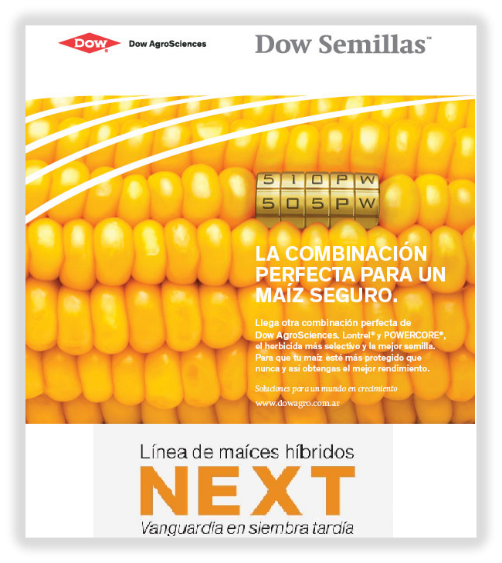 DOW
Dow AgroSciences
Dow Semillas™
510PW
505PW
LA COMBINACIÓN
PERFECTA PARA UN
MAÍZ SEGURO.
Llega otra combinación perfecta de
Dow AgroSciences, Lontrel® y POWERCORE®,
el herbicida más selectivo y la mejor semilla.
Para que tu maíz esté más protegido que
nunca y así obtengas el mejor rendimiento.
Soluciones para un mundo en crecimiento
www.dowagro.com.ar
Línea de maíces híbridos
NEXT
Vanguardia en siembra tardía